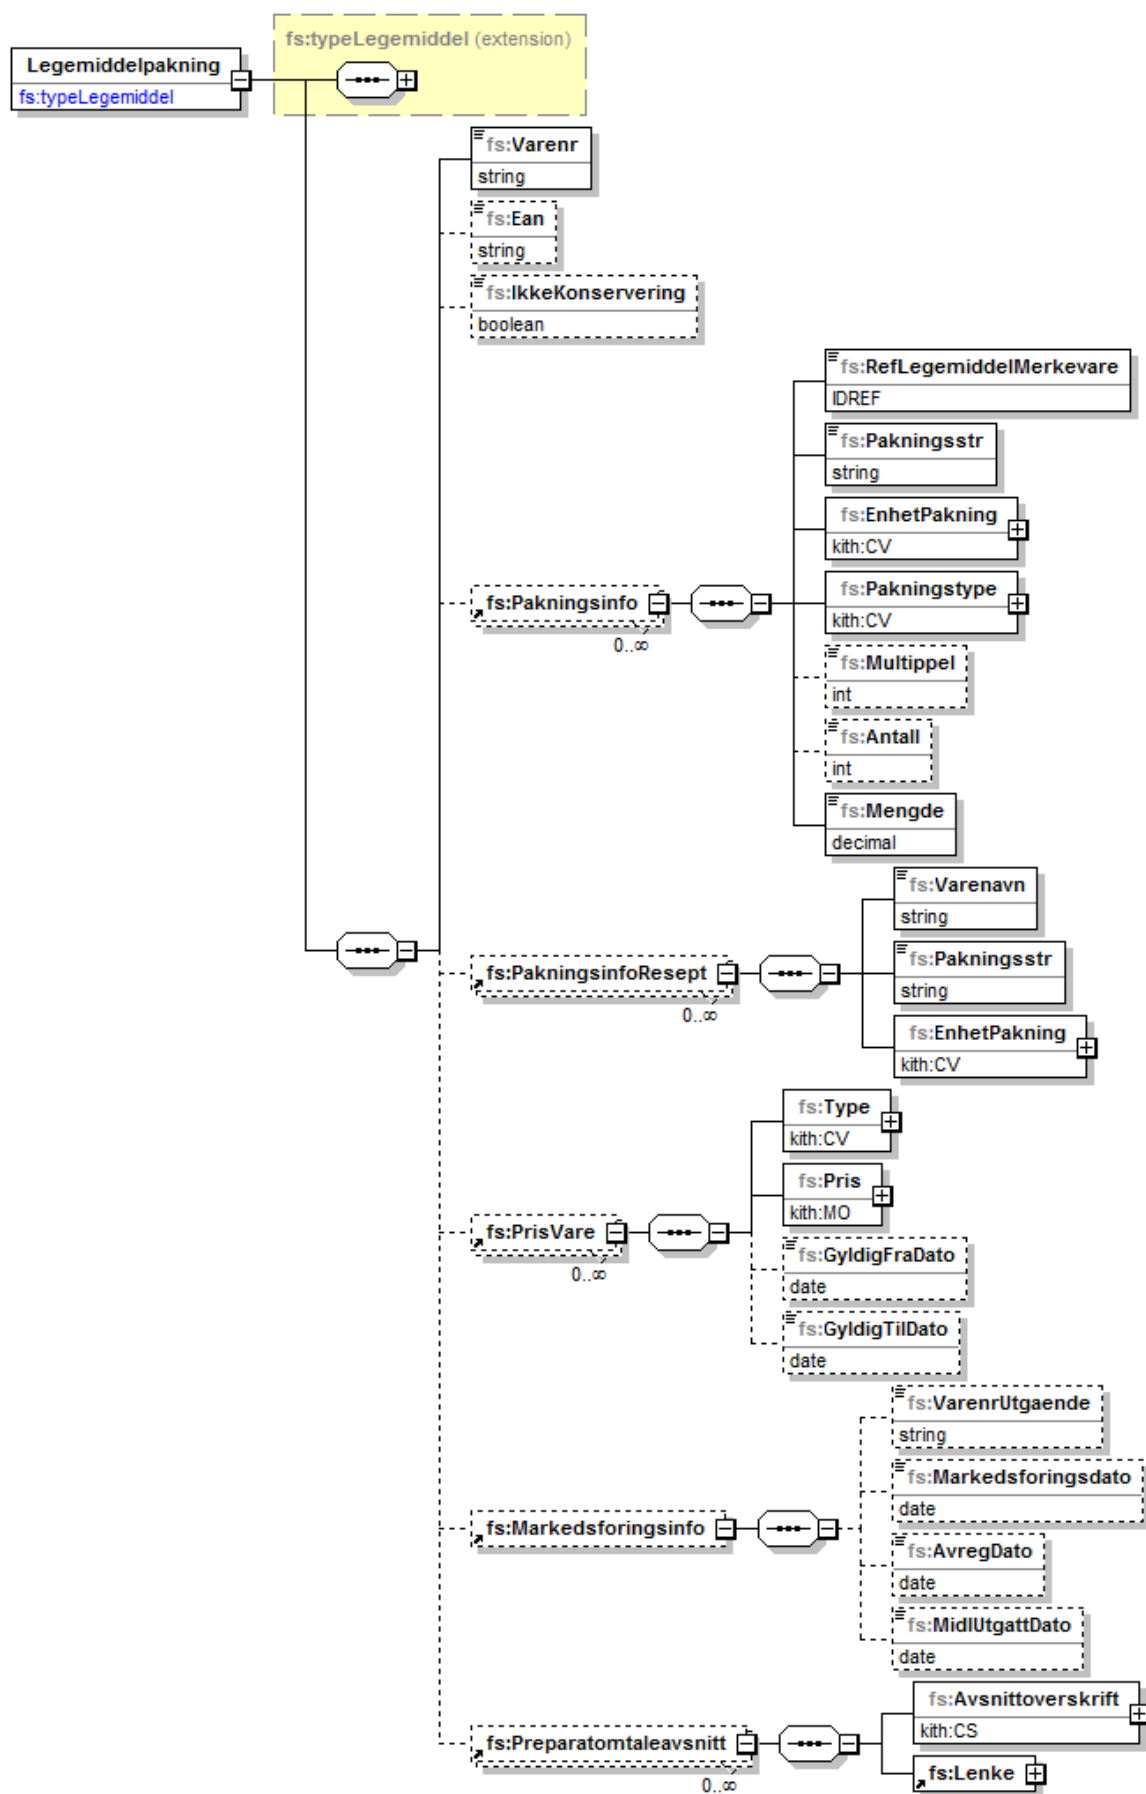 fs:typeLegemiddel (extension)
Legemiddelpakning
fs:typeLegemiddel
fs:Varenr
string
fs:Ean
string
fs:IkkeKonservering
boolean
fs:RefLegemiddelMerkevare
IDREF
fs:Pakningsstr
string
fs:EnhetPakning
kith:CV
fs:Pakningsinfo
0..∞
fs:Pakningstype
kith:CV
fs:Multippel
int
fs:Antall
int
fs:Mengde
decimal
fs:Varenavn
string
fs:PakningsinfoResept
0..∞
fs:Pakningsstr
string
fs:EnhetPakning
kith:CV
fs:Type
kith:CV
fs:Pris
kith:MO
fs:PrisVare
0..∞
fs:GyldigFraDato
date
fs:GyldigTilDato
date
fs:VarenrUtgaende
string
fs:Markedsforingsdato
date
fs:Markedsforingsinfo
fs:AvregDato
date
fs:MidlUtgattDato
date
fs:Avsnittoverskrift
kith:CS
fs:Preparatomtaleavsnitt
0..∞
fs:Lenke